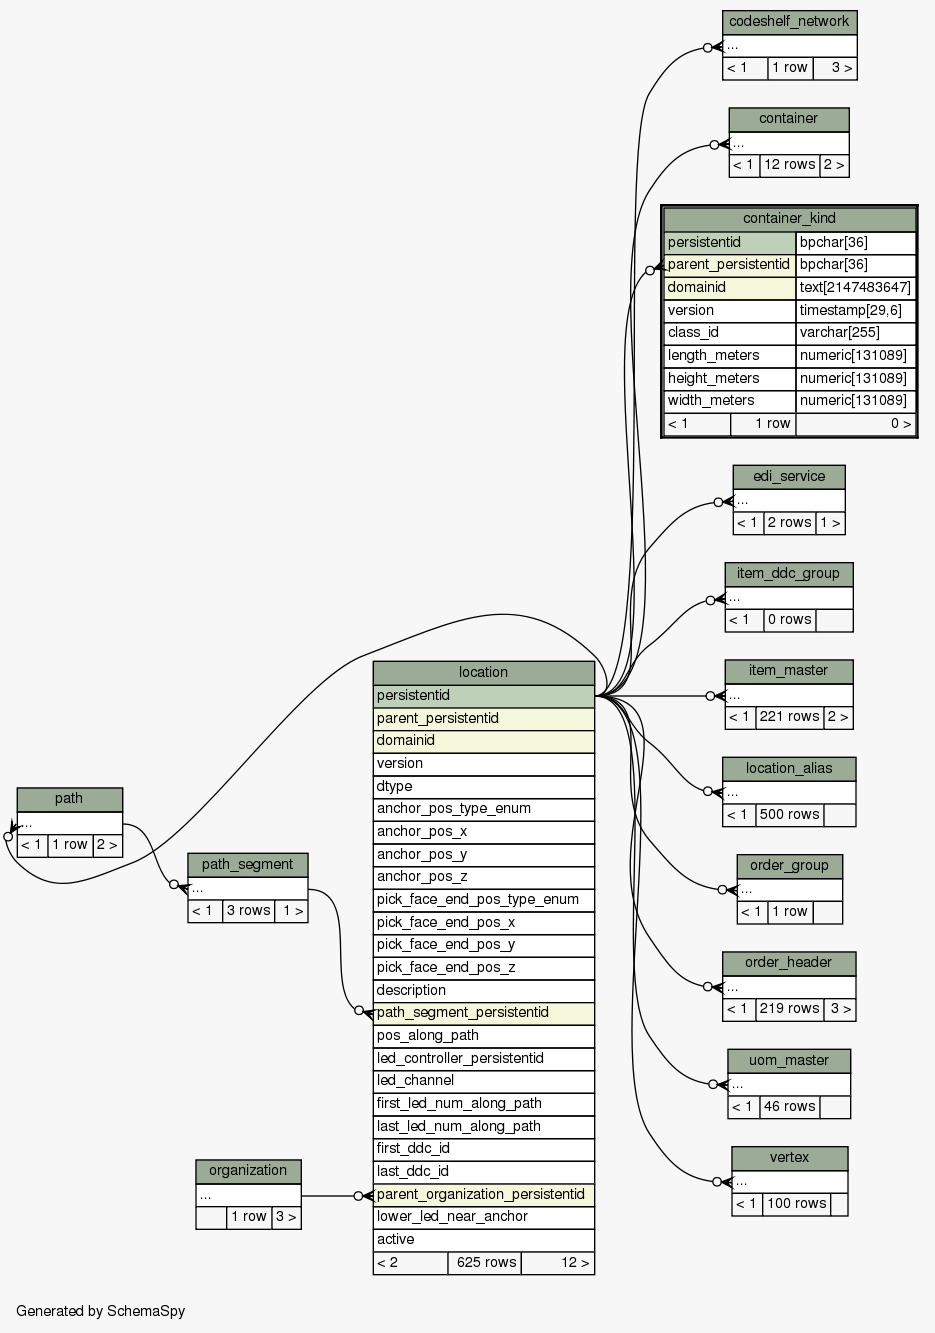 codeshelf_network
...
< 1 1 row 3 >
container
...
< 1 12 rows 2 >
container_kind
persistentid bpchar[36]
parent_persistentid bpchar[36]
domainid text[2147483647]
version timestamp[29,6]
class_id varchar[255]
length_meters numeric[131089]
height_meters numeric[131089]
width_meters numeric[131089]
< 1 1 row 0 >
edi_service
...
< 1 2 rows 1 >
item_ddc_group
...
< 1 0 rows
item_master
...
< 1 221 rows 2 >
location_alias
...
< 1 500 rows
order_group
...
< 1 1 row
order_header
...
< 1 219 rows 3 >
uom_master
...
< 1 46 rows
vertex
...
< 1 100 rows
location
persistentid
parent_persistentid
domainid
version
dtype
anchor_pos_type_enum
anchor_pos_x
anchor_pos_y
anchor_pos_z
pick_face_end_pos_type_enum
pick_face_end_pos_x
pick_face_end_pos_y
pick_face_end_pos_z
description
path_segment_persistentid
pos_along_path
led_controller_persistentid
led_channel
first_led_num_along_path
last_led_num_along_path
first_ddc_id
last_ddc_id
parent_organization_persistentid
lower_led_near_anchor
active
< 2 625 rows 12 >
path
...
< 1 1 row 2 >
path_segment
...
< 1 3 rows 1 >
organization
...
1 row 3 >
Generated by SchemaSpy